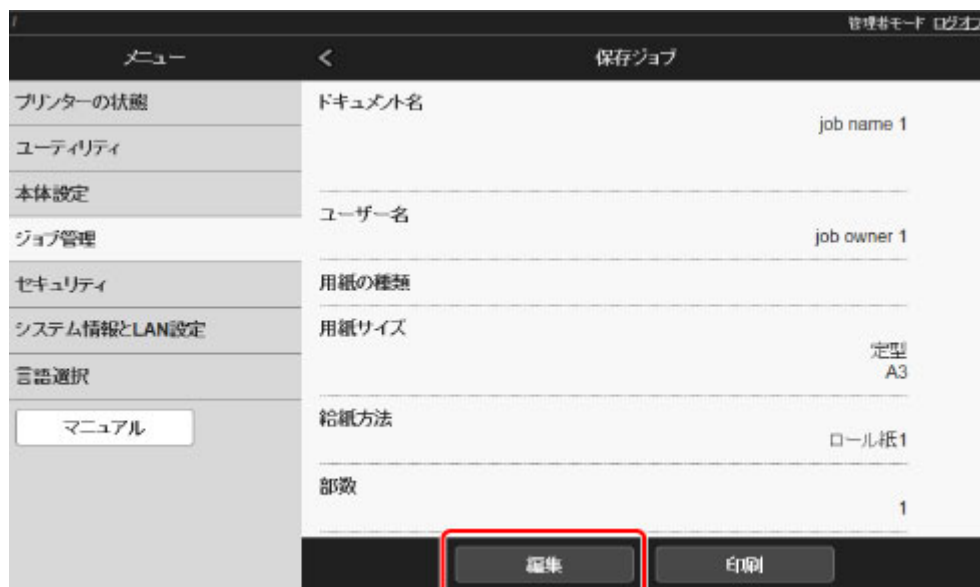 管理者モード ログオフ
メニュー
< 保存ジョブ
プリンターの状態
ユーティリティ
本体設定
ジョブ管理
セキュリティ
システム情報とLAN設定
言語選択
マニュアル
ドキュメント名
job name 1
ユーザー名
job owner 1
用紙の種類
用紙サイズ
定型
A3
給紙方法
ロール紙1
部数
1
編集
印刷